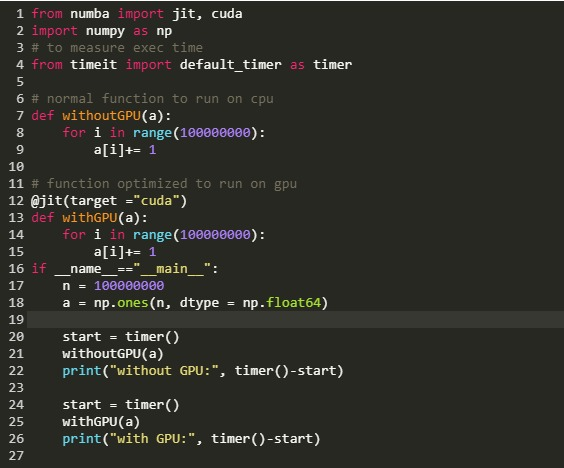 1 from numba import jit, cuda
2 import numpy as np
3 # to measure exec time
4 from timeit import default_timer as timer
5
6 # normal function to run on cpu
7 def withoutGPU(a):
8     for i in range(100000000):
9         a[i]+= 1
10
11 # function optimized to run on gpu
12 @jit(target ="cuda")
13 def withGPU(a):
14     for i in range(100000000):
15         a[i]+= 1
16 if __name__=="__main__":
17     n = 100000000
18     a = np.ones(n, dtype = np.float64)
19
20     start = timer()
21     withoutGPU(a)
22     print("without GPU:", timer()-start)
23
24     start = timer()
25     withGPU(a)
26     print("with GPU:", timer()-start)
27